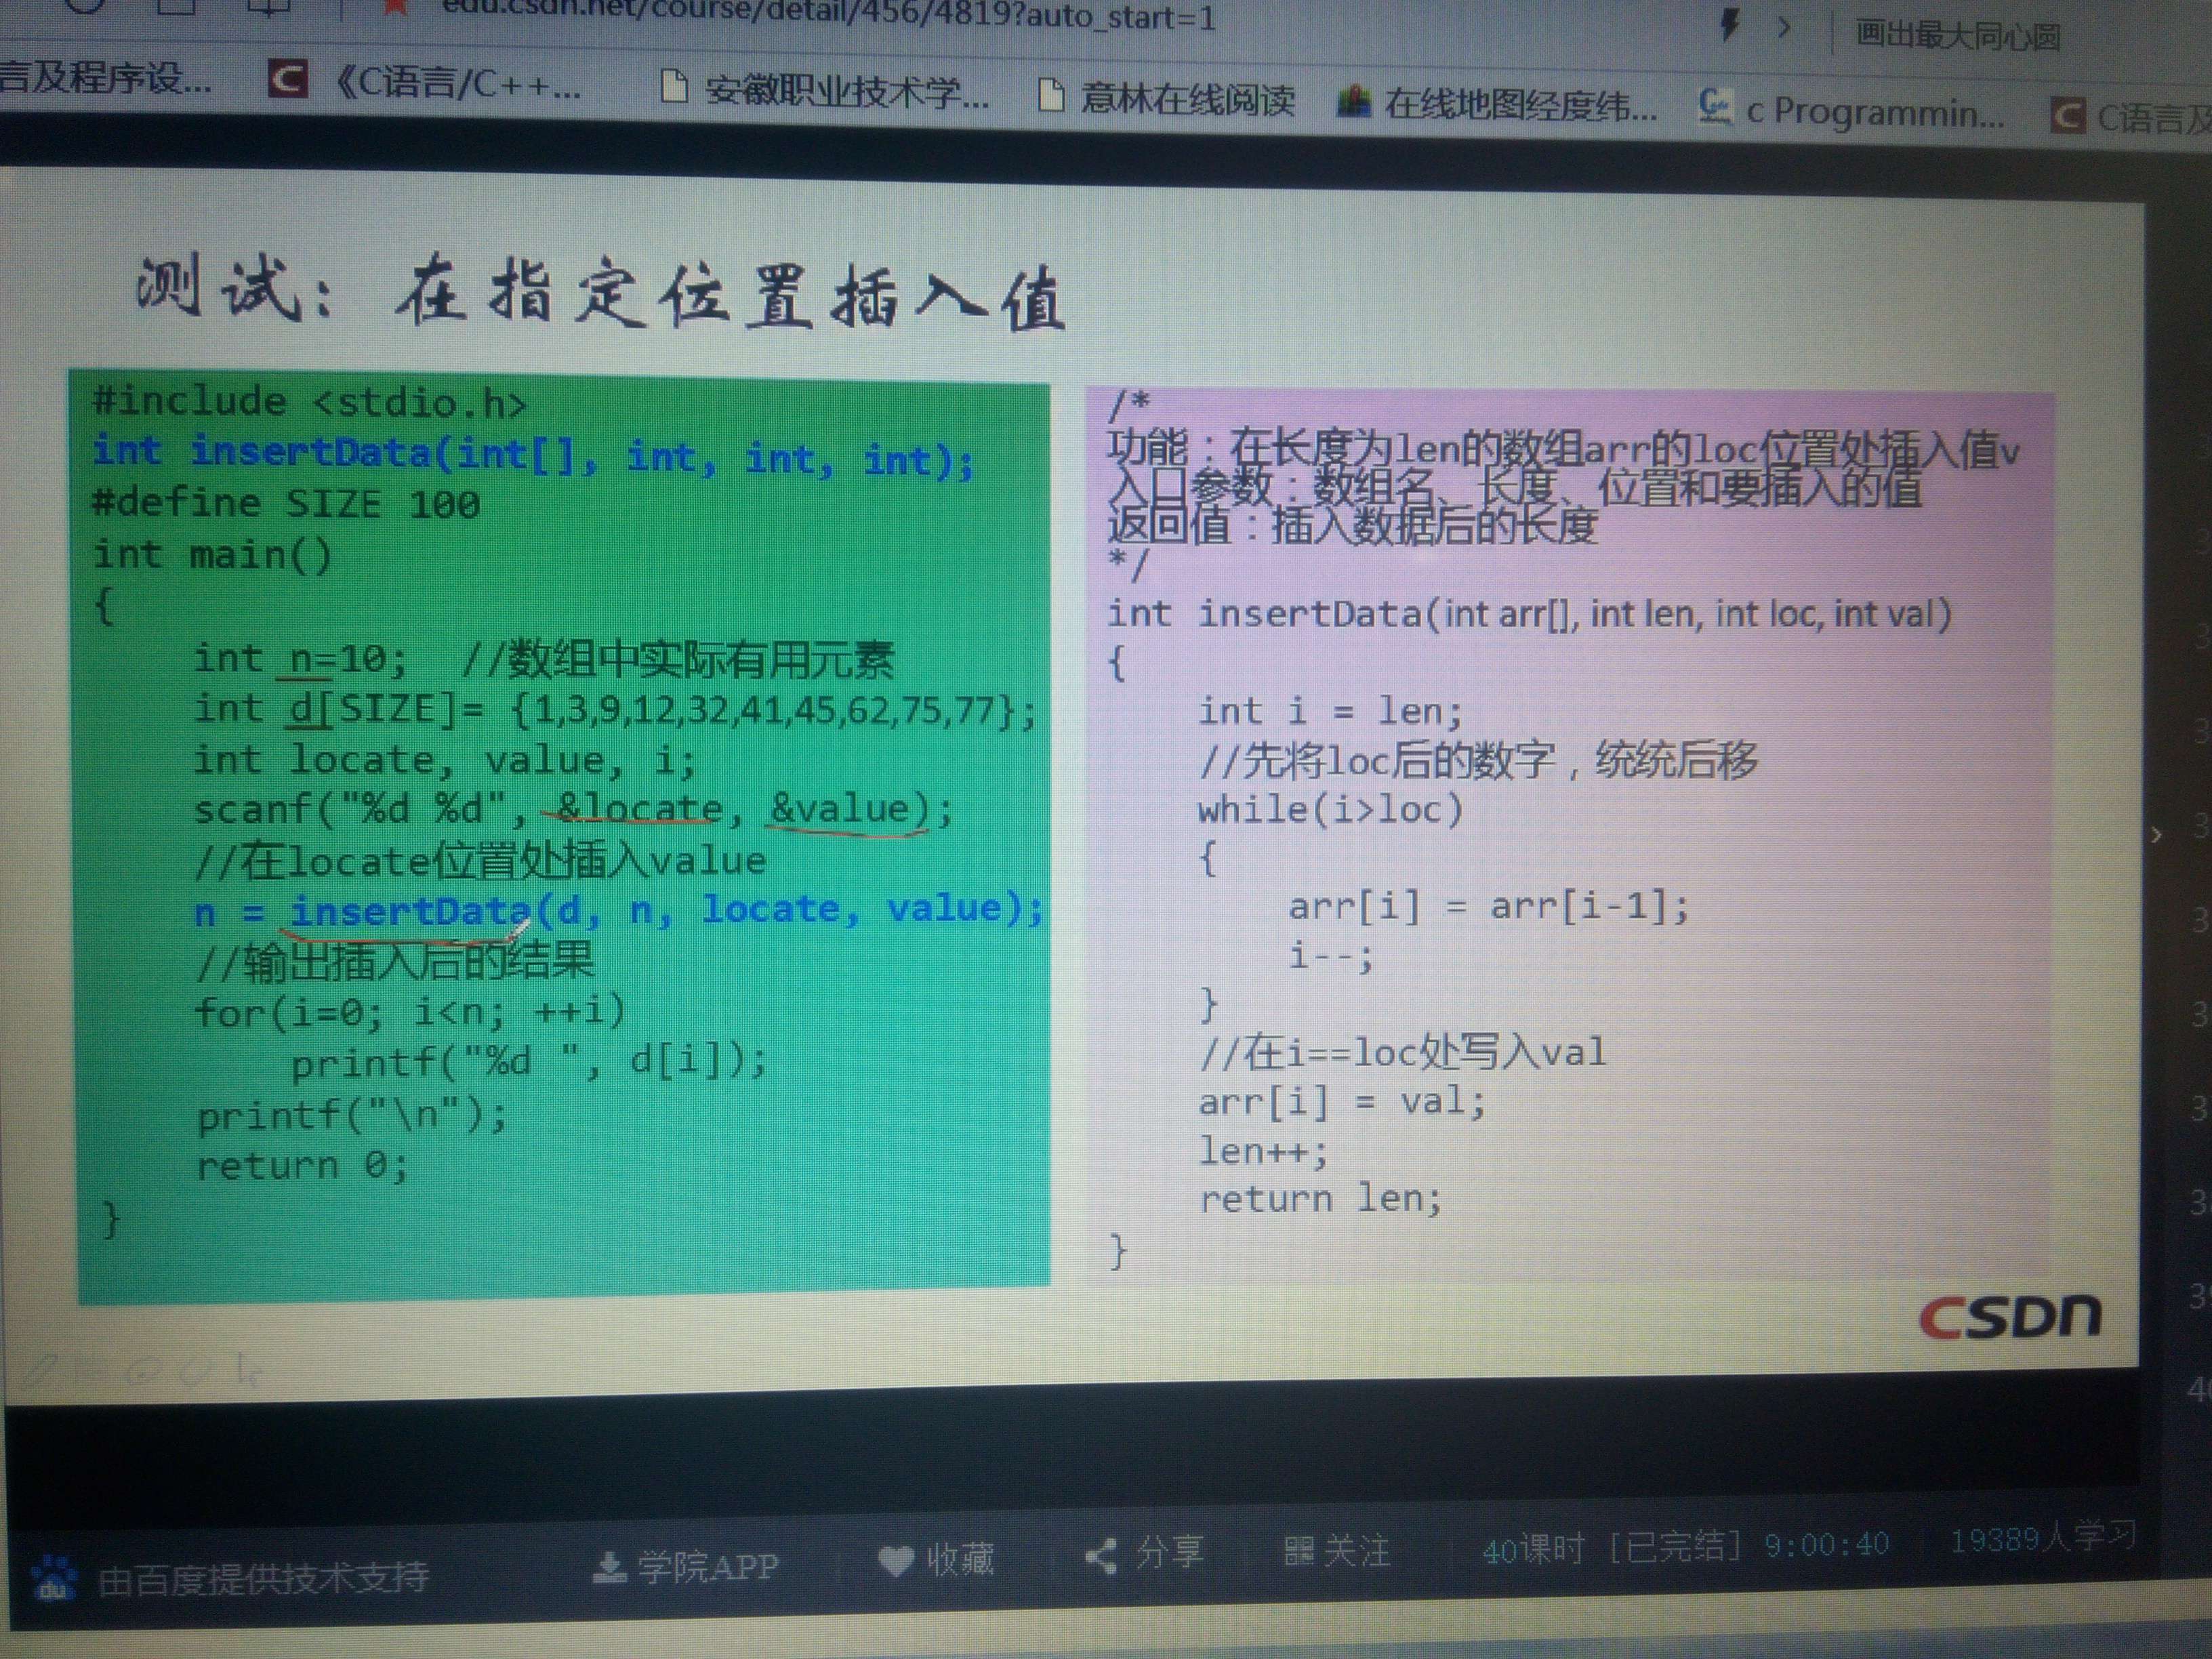 edu.csdn.net/course/detail/456/4819?auto_start=1
画出最大同心圆
言及程序设...
《C语言/C++...
安徽职业技术学...
意林在线阅读
在线地图经度纬...
c Programmin...
C语言及
测试：在指定位置插入值
#include <stdio.h>
int insertData(int[], int, int, int);
#define SIZE 100
int main()
{
int n=10; //数组中实际有用元素
int d[SIZE]= {1,3,9,12,32,41,45,62,75,77};
int locate, value, i;
scanf("%d %d", &locate, &value);
//在locate位置处插入value
n = insertData(d, n, locate, value);
//输出插入后的结果
for(i=0; i<n; ++i)
printf("%d ", d[i]);
printf("\n");
return 0;
}
/*
功能：在长度为len的数组arr的loc位置处插入值v
入口参数：数组名、长度、位置和要插入的值
返回值：插入数据后的长度
*/
int insertData(int arr[], int len, int loc, int val)
{
int i = len;
//先将loc后的数字，统统后移
while(i>loc)
{
arr[i] = arr[i-1];
i--;
}
//在i==loc处写入val
arr[i] = val;
len++;
return len;
}
CSDN
du 由百度提供技术支持
学院APP
收藏
分享
关注
40课时 [已完结] 9:00:40
19389人学习